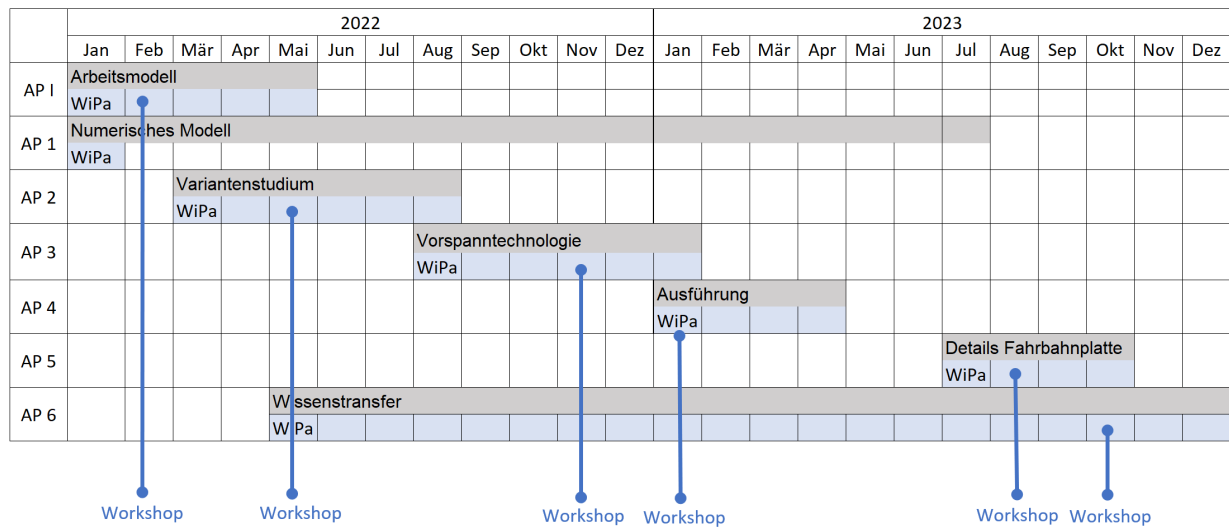 2022 2023
Jan Feb Mär Apr Mai Jun Jul Aug Sep Okt Nov Dez Jan Feb Mär Apr Mai Jun Jul Aug Sep Okt Nov Dez
AP I
Arbeitsmodell
WiPa
AP 1
Numerisches Modell
WiPa
AP 2
Variantenstudium
WiPa
AP 3
Vorspanntechnologie
WiPa
AP 4
Ausführung
WiPa
AP 5
Details Fahrbahnplatte
WiPa
AP 6
Wissenstransfer
WiPa
Workshop Workshop Workshop Workshop Workshop Workshop